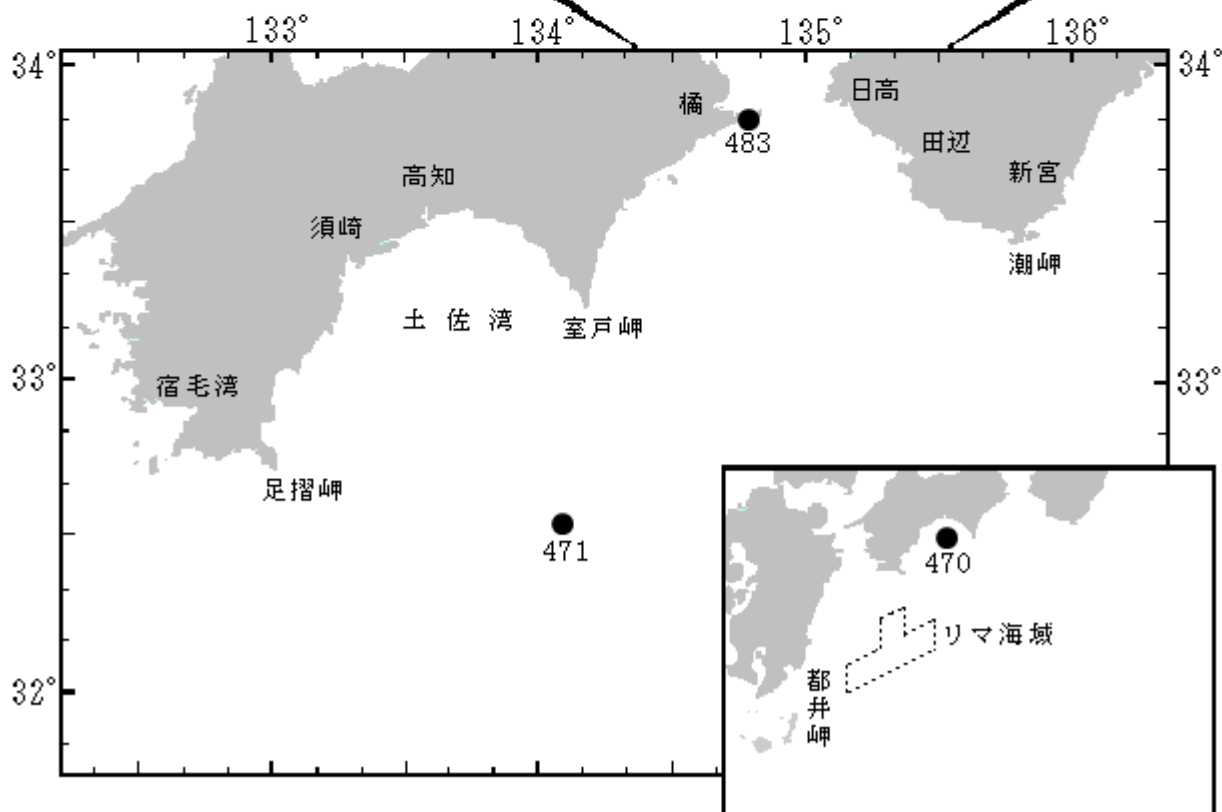 133°
134°
135°
136°
34°
34°
橘
日高
483
田辺
新宮
高知
須崎
潮岬
土佐湾
室戸岬
33°
33°
宿毛湾
足摺岬
471
470
リマ海域
32°
都井岬